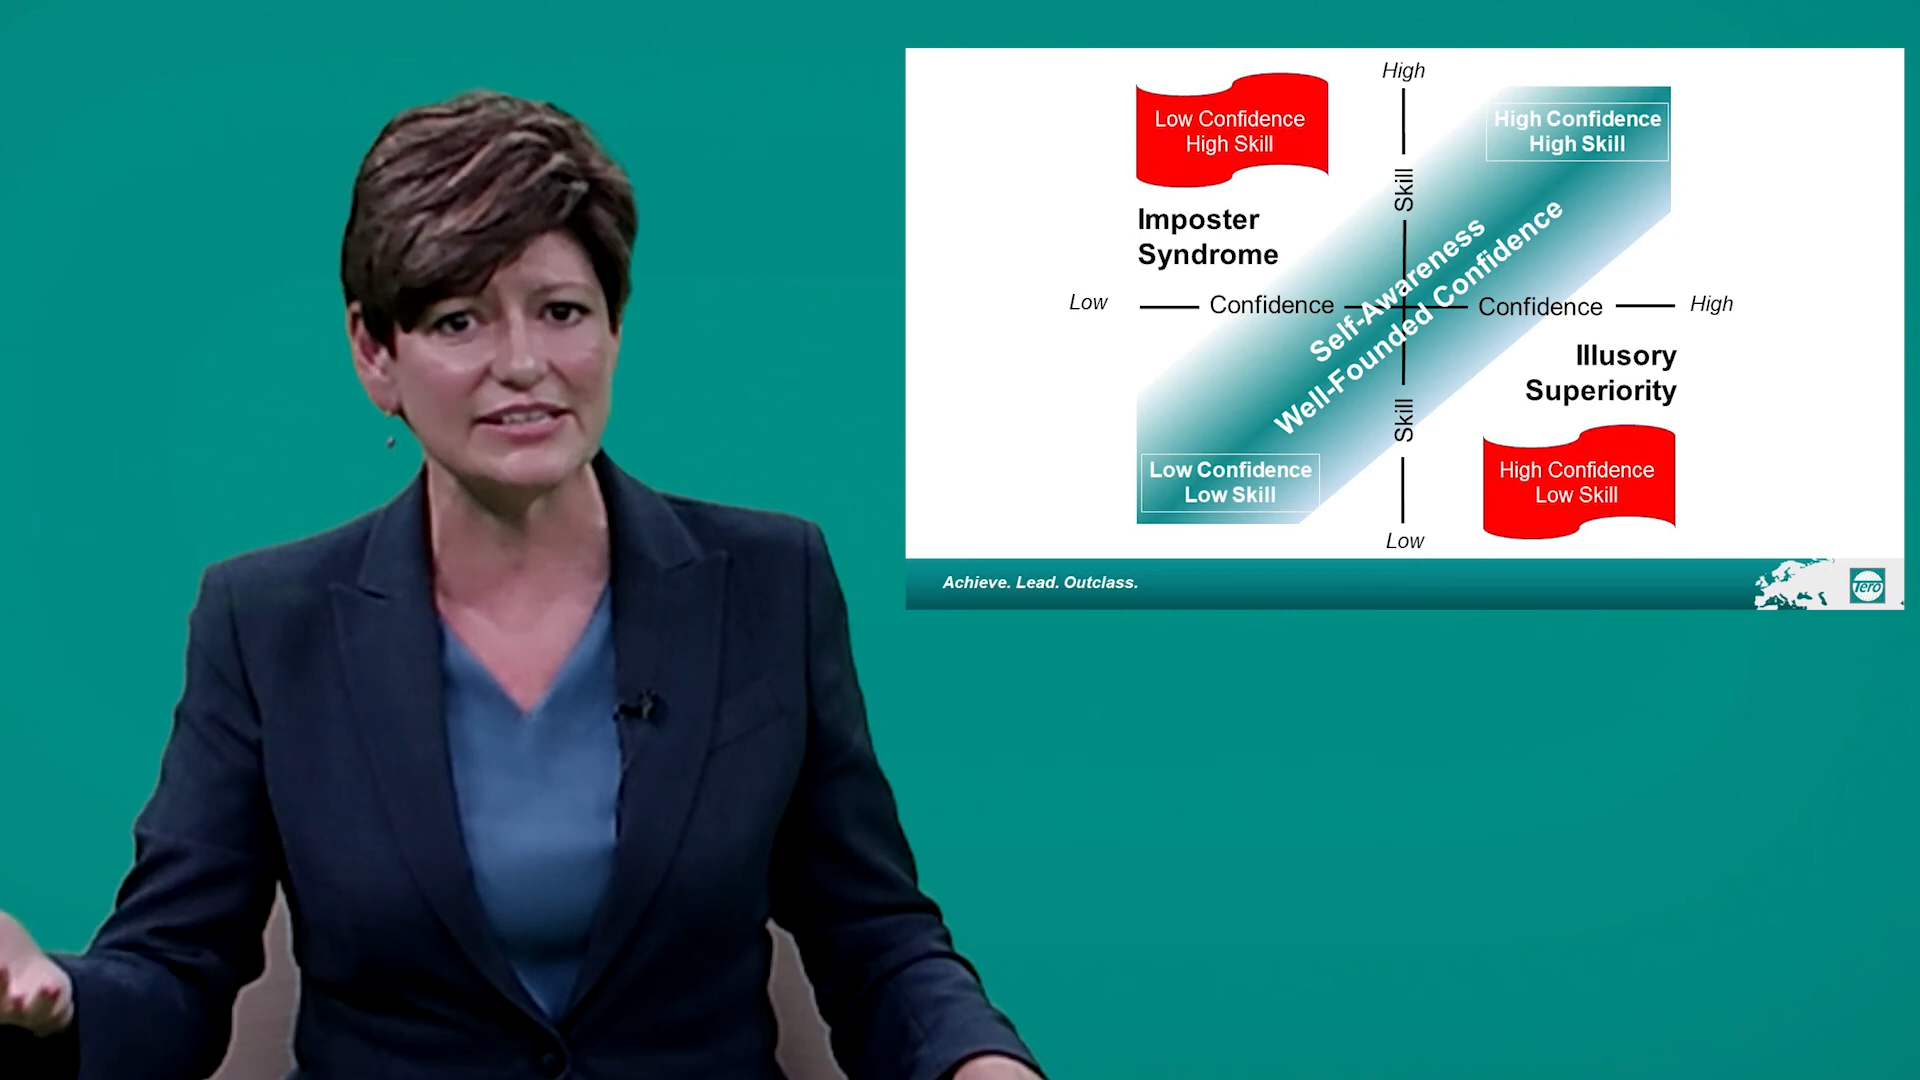 High
Low Confidence
High Skill
High Confidence
High Skill
Skill
Imposter
Syndrome
Self-Awareness
Well-Founded Confidence
Low
Confidence
Confidence
High
Illusory
Superiority
Skill
Low Confidence
Low Skill
High Confidence
Low Skill
Low
Achieve. Lead. Outclass.
Tero